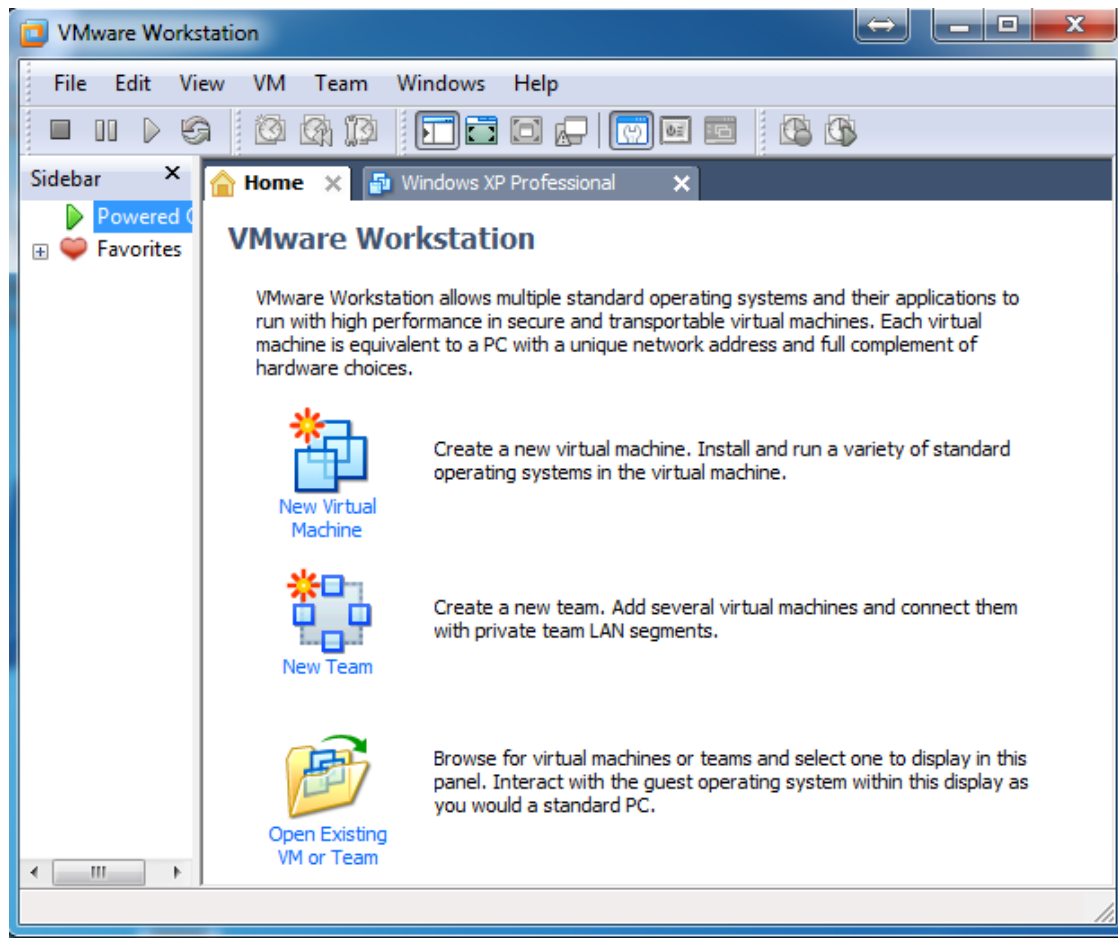 VMware Workstation
File Edit View VM Team Windows Help
Sidebar
Home
Windows XP Professional
Powered
Favorites
VMware Workstation
VMware Workstation allows multiple standard operating systems and their applications to
run with high performance in secure and transportable virtual machines. Each virtual
machine is equivalent to a PC with a unique network address and full complement of
hardware choices.
New Virtual
Machine
Create a new virtual machine. Install and run a variety of standard
operating systems in the virtual machine.
New Team
Create a new team. Add several virtual machines and connect them
with private team LAN segments.
Open Existing
VM or Team
Browse for virtual machines or teams and select one to display in this
panel. Interact with the guest operating system within this display as
you would a standard PC.